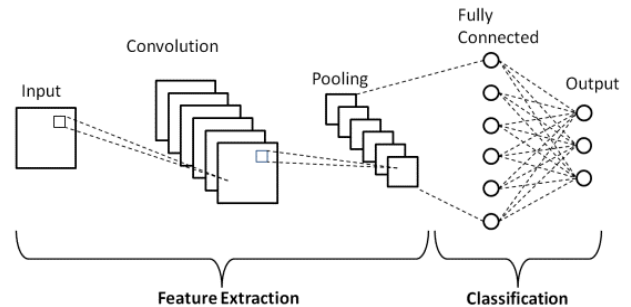 Input
Convolution
Pooling
Fully
Connected
Output
Feature Extraction
Classification